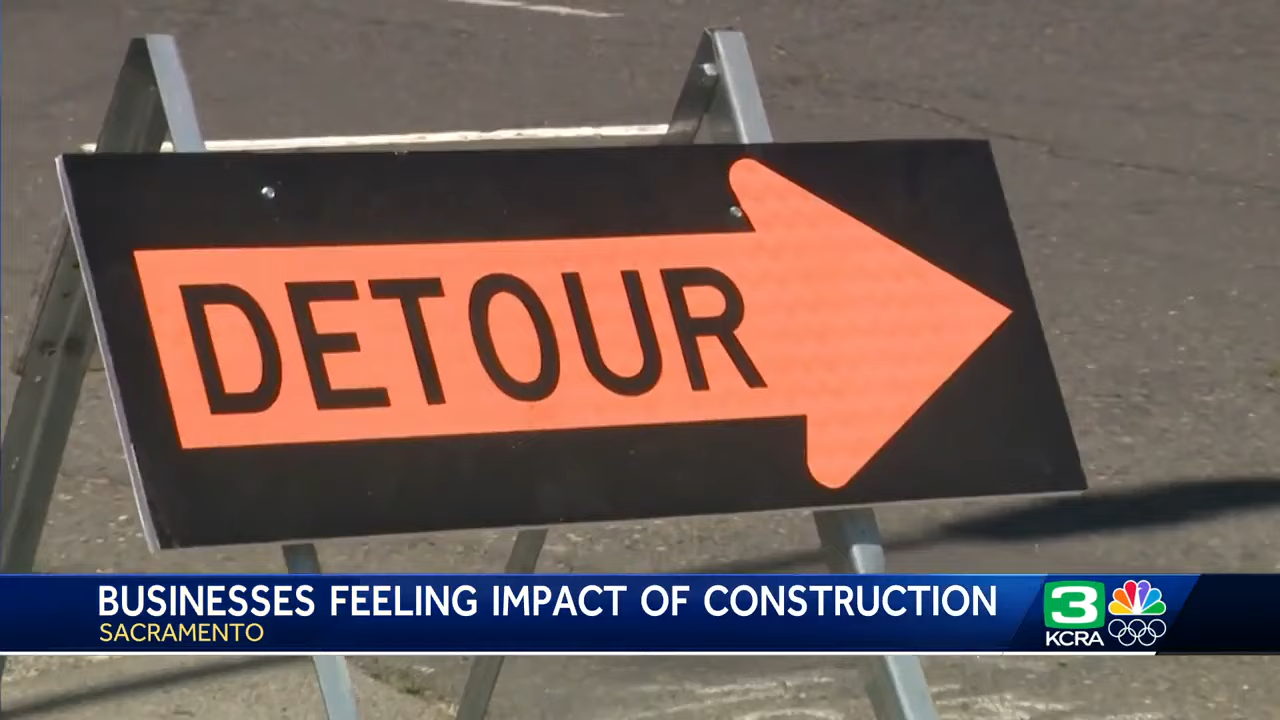 DETOUR
BUSINESSES FEELING IMPACT OF CONSTRUCTION
SACRAMENTO
3
KCRA